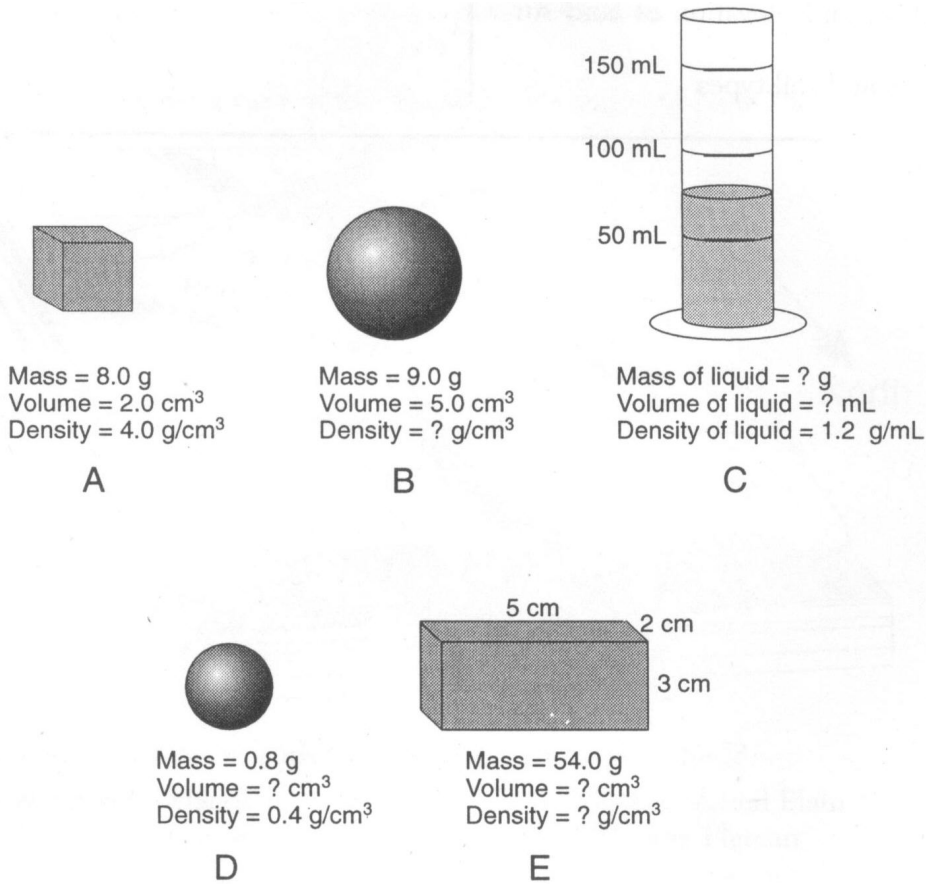 150 mL
100 mL
50 mL
Mass = 8.0 g
Volume = 2.0 cm³
Density = 4.0 g/cm³
A
Mass = 9.0 g
Volume = 5.0 cm³
Density = ? g/cm³
B
Mass of liquid = ? g
Volume of liquid = ? mL
Density of liquid = 1.2 g/mL
C
5 cm
2 cm
3 cm
Mass = 0.8 g
Volume = ? cm³
Density = 0.4 g/cm³
D
Mass = 54.0 g
Volume = ? cm³
Density = ? g/cm³
E